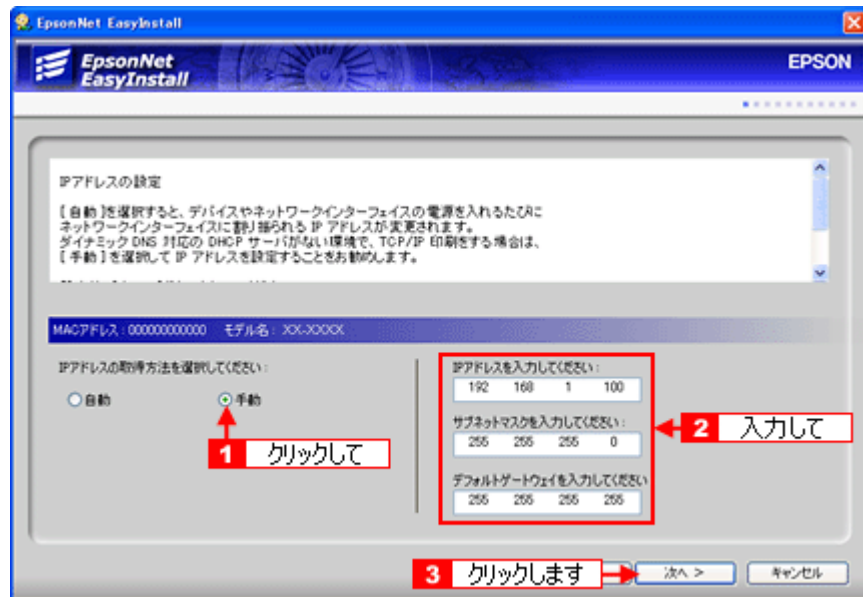 EpsonNet EasyInstall
EpsonNet
EasyInstall
EPSON
IPアドレスの設定
[自動]を選択すると、デバイスやネットワークインターフェイスの電源を入れるたびに
ネットワークインターフェイスに割り振られる IP アドレスが変更されます。
ダイナミック DNS 対応の DHCP サーバがない環境で、TCP/IP 印刷をする場合は、
[手動]を選択して IP アドレスを設定することをお勧めします。
MACアドレス:000000000000 モデル名: XX-XXXX
IPアドレスの取得方法を選択してください:
自動
手動
1 クリックして
IPアドレスを入力してください:
192 168 1 100
サブネットマスクを入力してください:
255 255 255 0
デフォルトゲートウェイを入力してください
255 255 255 255
2 入力して
3 クリックします
次へ >
キャンセル